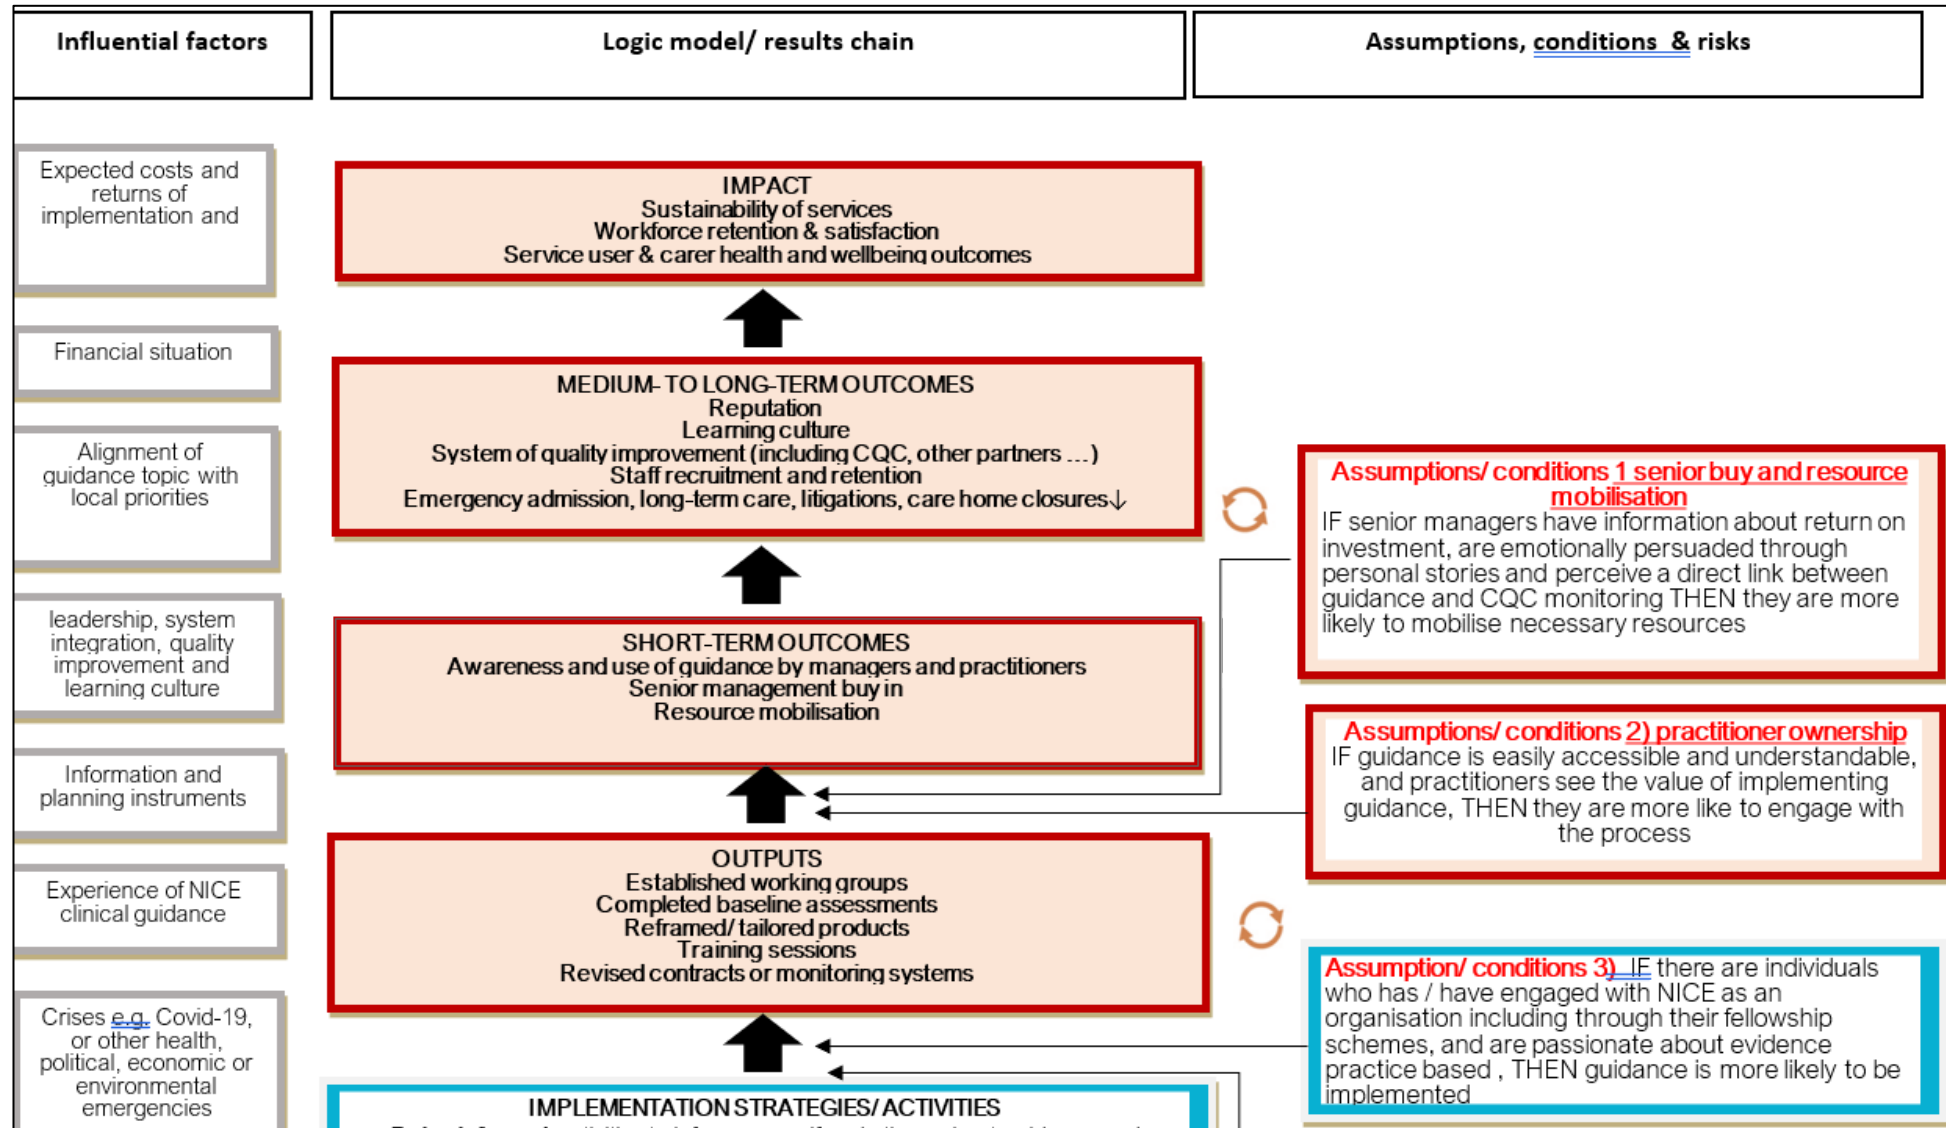 Influential factors
Logic model/ results chain
Assumptions, conditions & risks
Expected costs and
returns of
implementation and
Financial situation
Alignment of
guidance topic with
local priorities
leadership, system
integration, quality
improvement and
learning culture
Information and
planning instruments
Experience of NICE
clinical guidance
Crises e.g. Covid-19,
or other health,
political, economic or
environmental
emergencies
IMPACT
Sustainability of services
Workforce retention & satisfaction
Service user & carer health and wellbeing outcomes
MEDIUM- TO LONG-TERM OUTCOMES
Reputation
Learning culture
System of quality improvement (including CQC, other partners ...)
Staff recruitment and retention
Emergency admission, long-term care, litigations, care home closures↓
SHORT-TERM OUTCOMES
Awareness and use of guidance by managers and practitioners
Senior management buy in
Resource mobilisation
OUTPUTS
Established working groups
Completed baseline assessments
Reframed/ tailored products
Training sessions
Revised contracts or monitoring systems
IMPLEMENTATION STRATEGIES/ ACTIVITIES
Assumptions/ conditions 1 senior buy and resource
mobilisation
IF senior managers have information about return on
investment, are emotionally persuaded through
personal stories and perceive a direct link between
guidance and CQC monitoring THEN they are more
likely to mobilise necessary resources
Assumptions/ conditions 2) practitioner ownership
IF guidance is easily accessible and understandable,
and practitioners see the value of implementing
guidance, THEN they are more like to engage with
the process
Assumption/ conditions 3) IF there are individuals
who has / have engaged with NICE as an
organisation including through their fellowship
schemes, and are passionate about evidence
practice based , THEN guidance is more likely to be
implemented